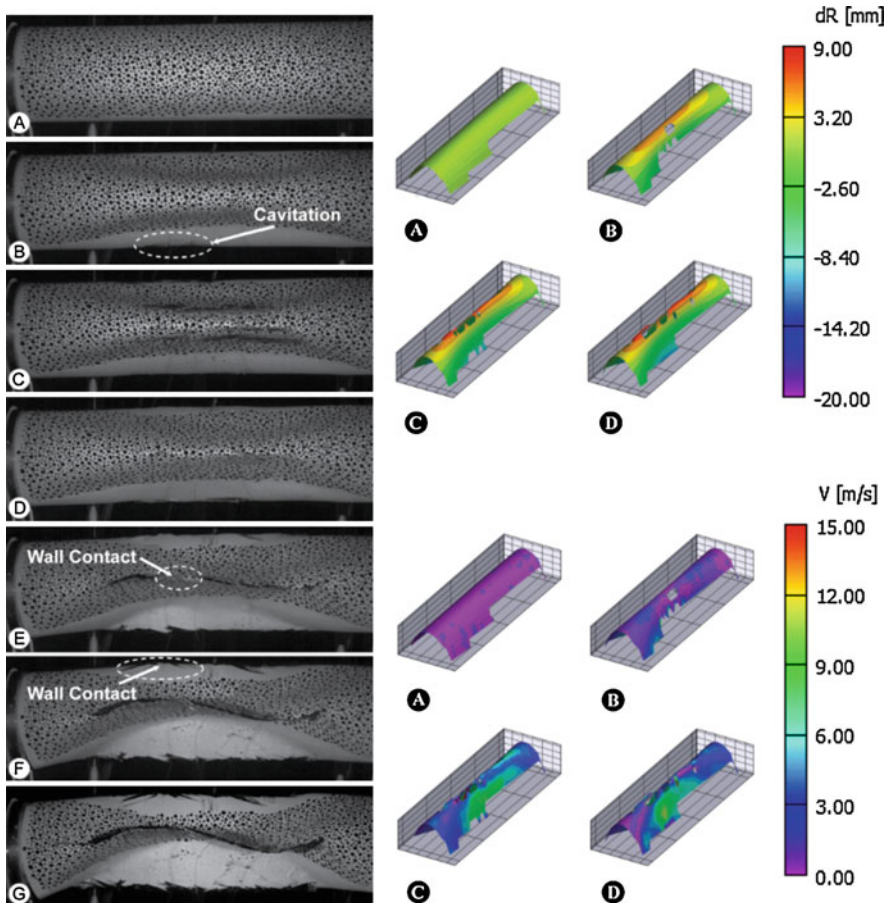 A
B
Cavitation
C
D
Wall Contact
E
Wall Contact
F
G
dR [mm]
9.00
3.20
-2.60
-8.40
-14.20
-20.00
A
B
C
D
V [m/s]
15.00
12.00
9.00
6.00
3.00
0.00
A
B
C
D